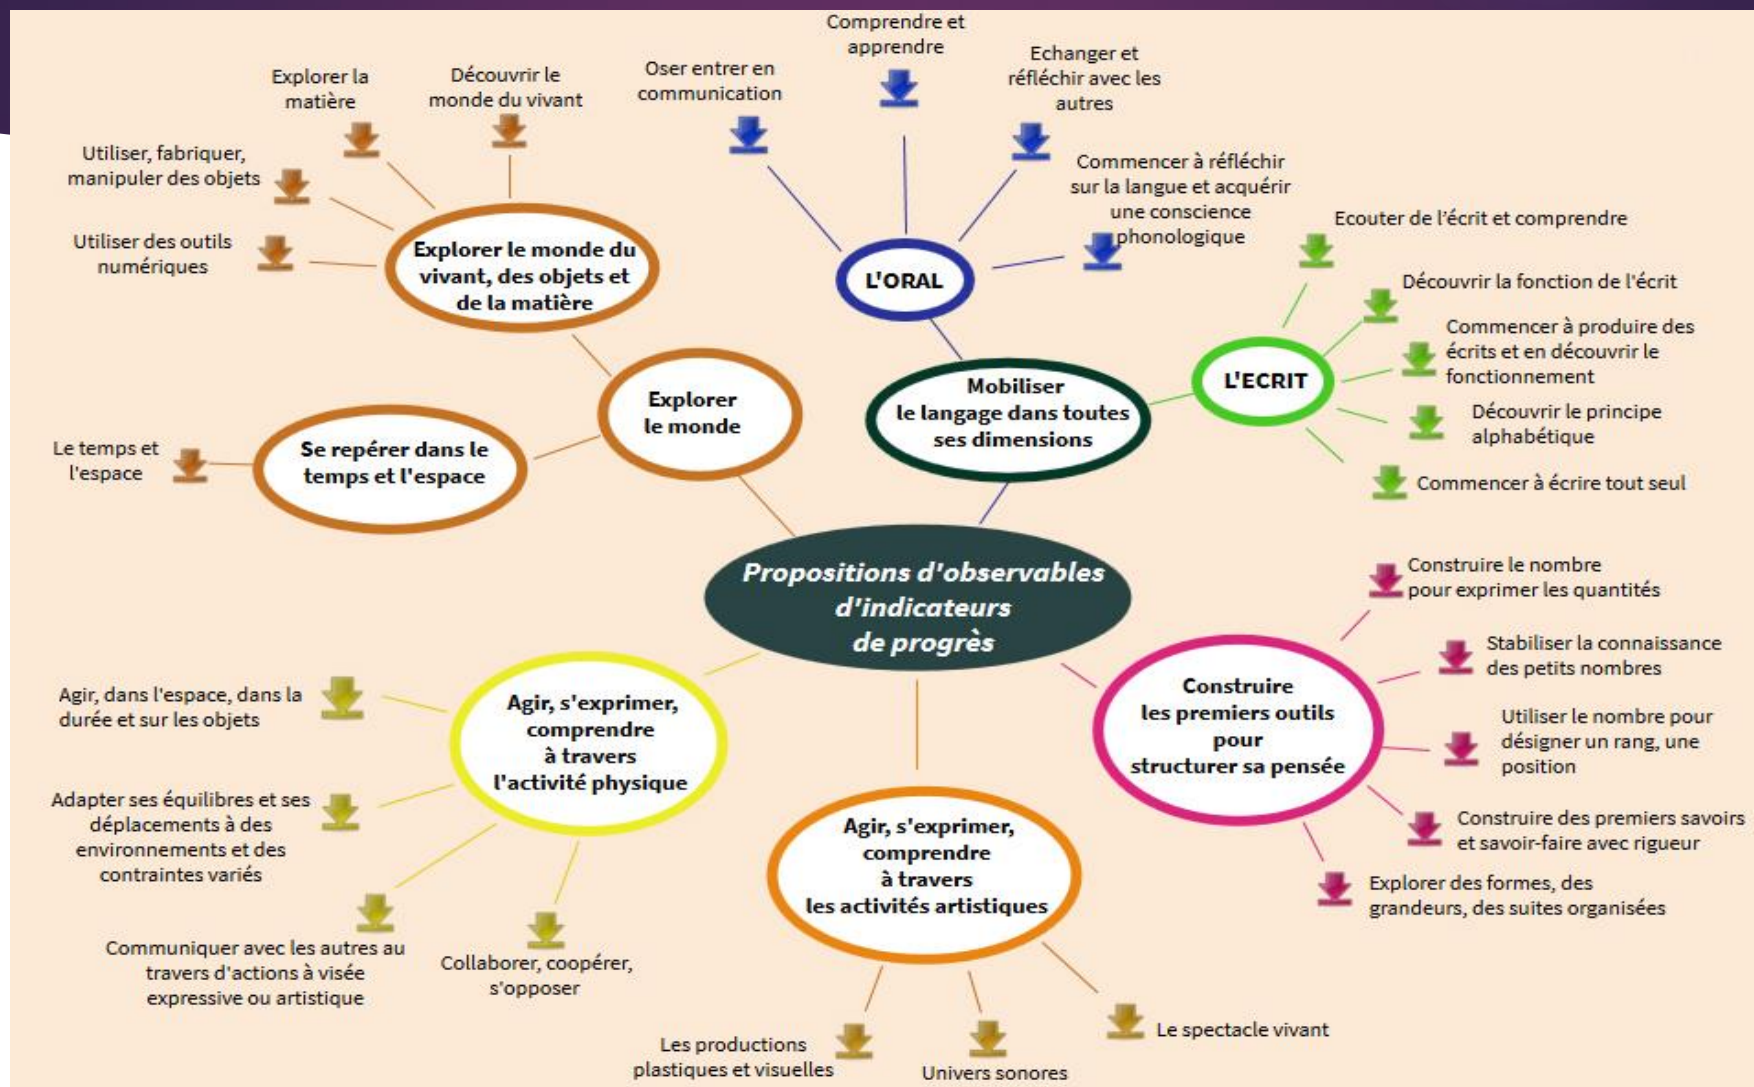 Comprendre et
apprendre
Echanger et
réfléchir avec les
autres
Oser entrer en
communication
Découvrir le
monde du vivant
Explorer la
matière
Utiliser, fabriquer,
manipuler des objets
Utiliser des outils
numériques
Explorer le monde du
vivant, des objets et
de la matière
L'ORAL
Commencer à réfléchir
sur la langue et acquérir
une conscience
phonologique
Ecouter de l’écrit et comprendre
Découvrir la fonction de l'écrit
Commencer à produire des
écrits et en découvrir le
fonctionnement
L'ECRIT
Découvrir le principe
alphabétique
Commencer à écrire tout seul
Mobiliser
le langage dans toutes
ses dimensions
Explorer
le monde
Se repérer dans le
temps et l'espace
Le temps et
l'espace
Propositions d'observables
d'indicateurs
de progrès
Construire le nombre
pour exprimer les quantités
Stabiliser la connaissance
des petits nombres
Construire
les premiers outils
pour
structurer sa pensée
Utiliser le nombre pour
désigner un rang, une
position
Construire des premiers savoirs
et savoir-faire avec rigueur
Explorer des formes, des
grandeurs, des suites organisées
Agir, s'exprimer,
comprendre
à travers
l'activité physique
Agir, dans l'espace, dans la
durée et sur les objets
Adapter ses équilibres et ses
déplacements à des
environnements et des
contraintes variés
Communiquer avec les autres au
travers d'actions à visée
expressive ou artistique
Collaborer, coopérer,
s'opposer
Agir, s'exprimer,
comprendre
à travers
les activités artistiques
Les productions
plastiques et visuelles
Univers sonores
Le spectacle vivant